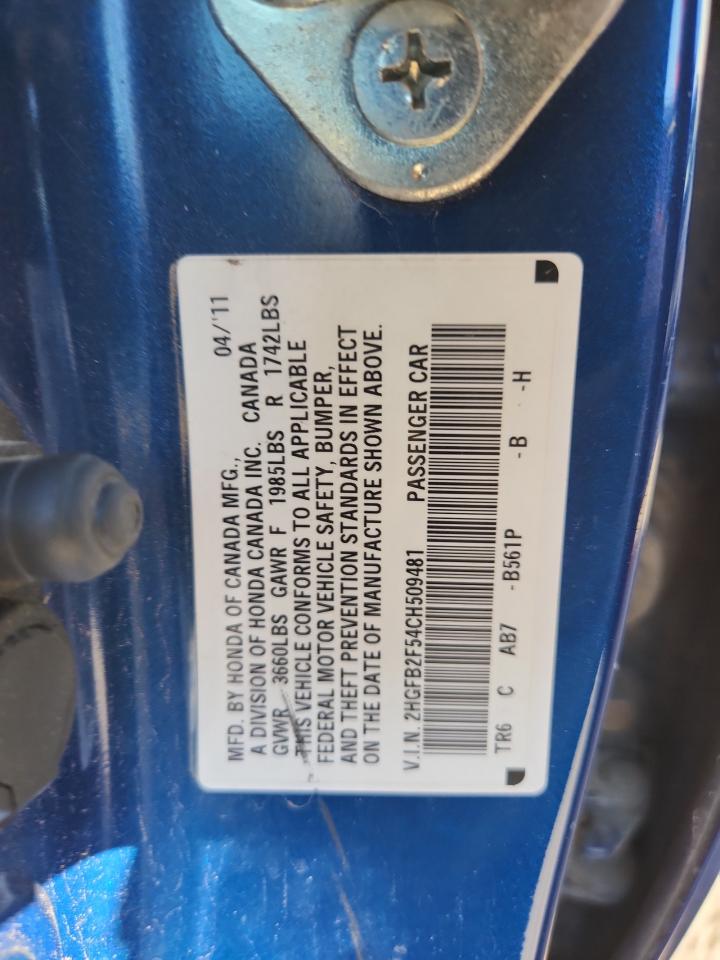 MFD. BY HONDA OF CANADA MFG., 04/'11
A DIVISION OF HONDA CANADA INC. CANADA
GVWR 3660LBS GAWR F 1985LBS R 1742LBS
THIS VEHICLE CONFORMS TO ALL APPLICABLE
FEDERAL MOTOR VEHICLE SAFETY, BUMPER,
AND THEFT PREVENTION STANDARDS IN EFFECT
ON THE DATE OF MANUFACTURE SHOWN ABOVE.
V.I.N. 2HGFB2F54CH509481 PASSENGER CAR
TR6 C AB7 -B561P -B -H